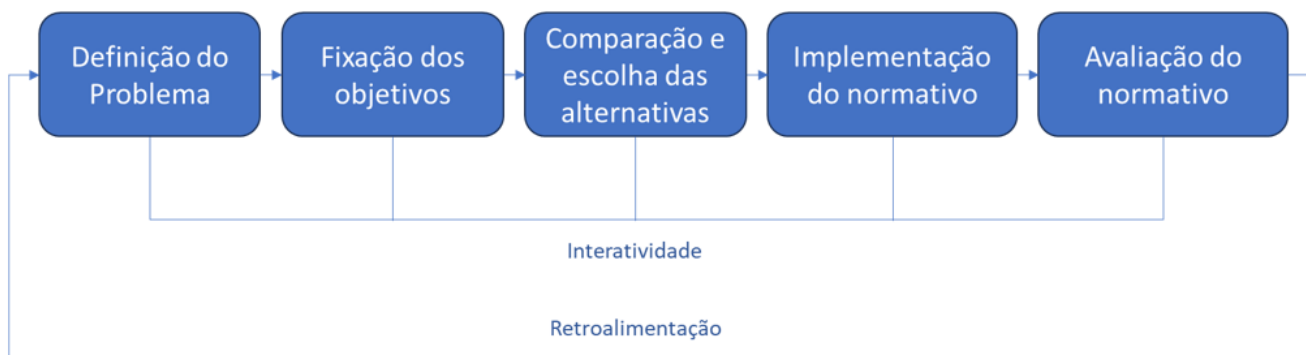 Definição do
Problema
Fixação dos
objetivos
Comparação e
escolha das
alternativas
Implementação
do normativo
Avaliação do
normativo
Interatividade
Retroalimentação